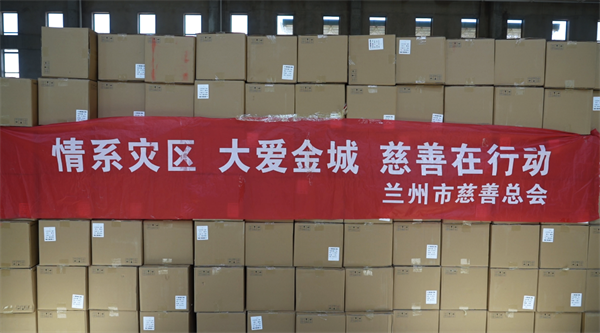 情系灾区 大爱金城 慈善在行动
兰州市慈善总会